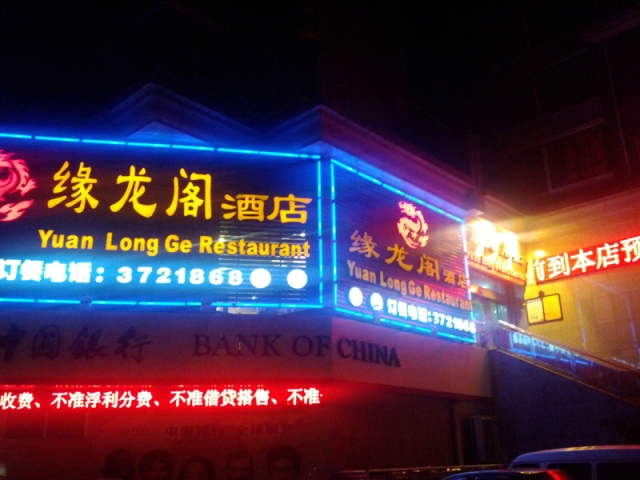 缘龙阁酒店
Yuan Long Ge Restaurant
订餐电话：3721868
缘龙阁酒店
Yuan Long Ge Restaurant
订餐电话：3721868
前到本店预
中国银行 BANK OF CHINA
收费、不准浮利分费、不准借贷搭售、不准